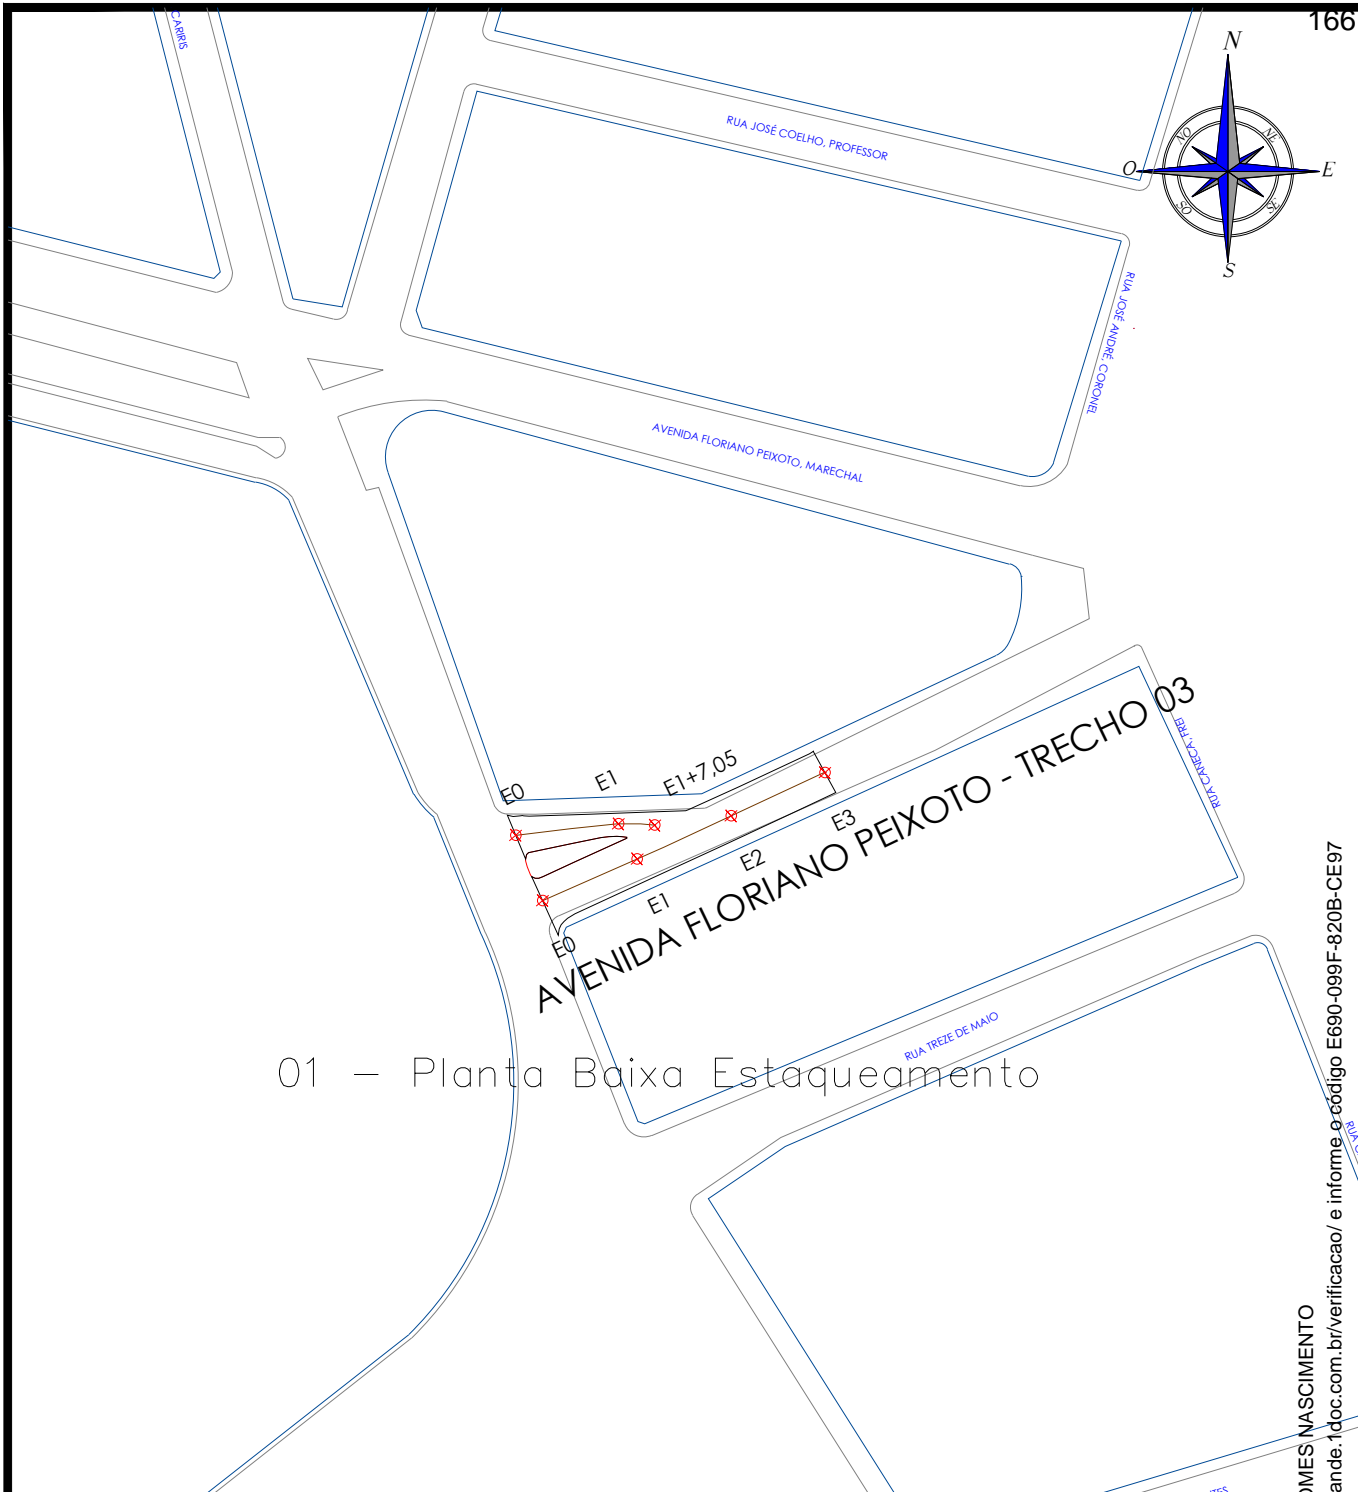 166
CARIRIS
N
NO
NE
O
E
SO
SE
S
RUA JOSÉ COELHO, PROFESSOR
RUA JOSÉ ANDRÉ, CORONEL
AVENIDA FLORIANO PEIXOTO, MARECHAL
E0
E1
E1+7,05
E3
E2
E1
E0
AVENIDA FLORIANO PEIXOTO - TRECHO 03
RUA CANECA, FREI
RUA TREZE DE MAIO
01 - Planta Baixa Estaqueamento
RUA
OMES NASCIMENTO
ande.1doc.com.br/verificacao/ e informe o código E690-099F-820B-CE97